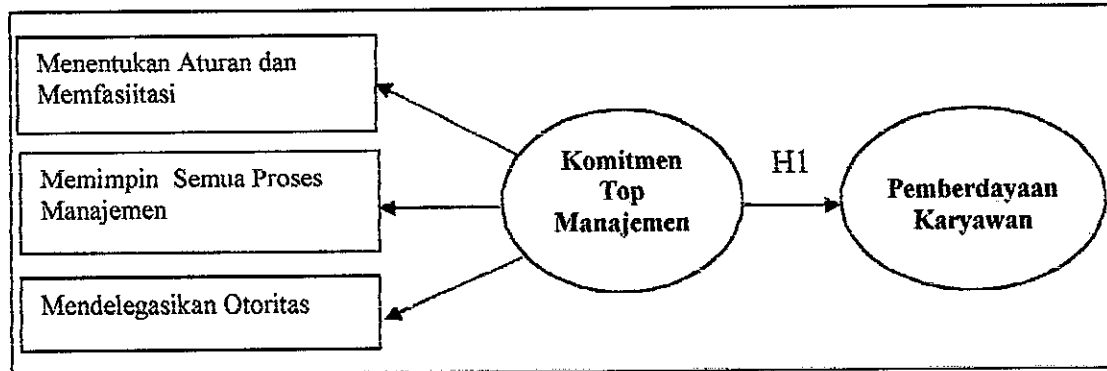 Menentukan Aturan dan
Memfasiitasi
Memimpin Semua Proses
Manajemen
Mendelegasikan Otoritas
Komitmen
Top
Manajemen
H1
Pemberdayaan
Karyawan